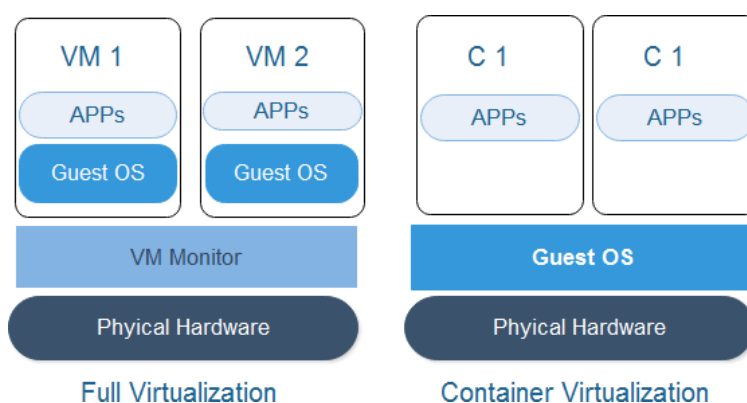 VM 1
VM 2
APPs
APPs
Guest OS
Guest OS
VM Monitor
Phyical Hardware
Full Virtualization
C 1
C 1
APPs
APPs
Guest OS
Phyical Hardware
Container Virtualization